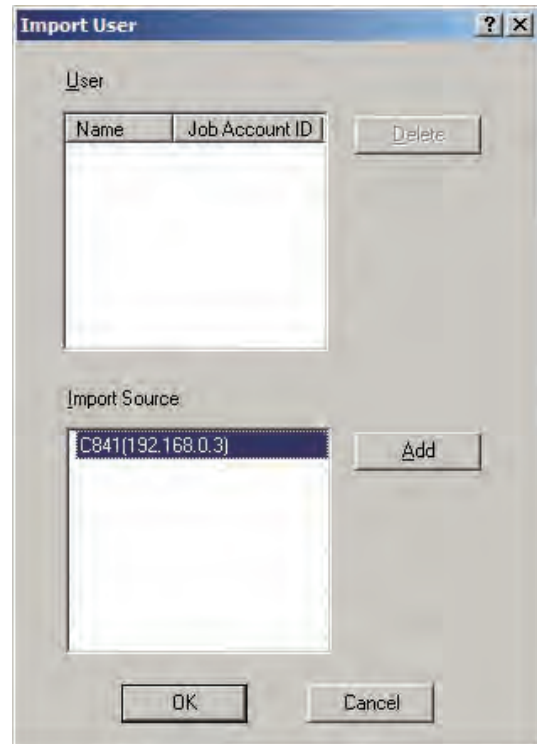 Import User
User
Name Job Account ID
Delete
Import Source
C841(192.168.0.3)
Add
OK Cancel